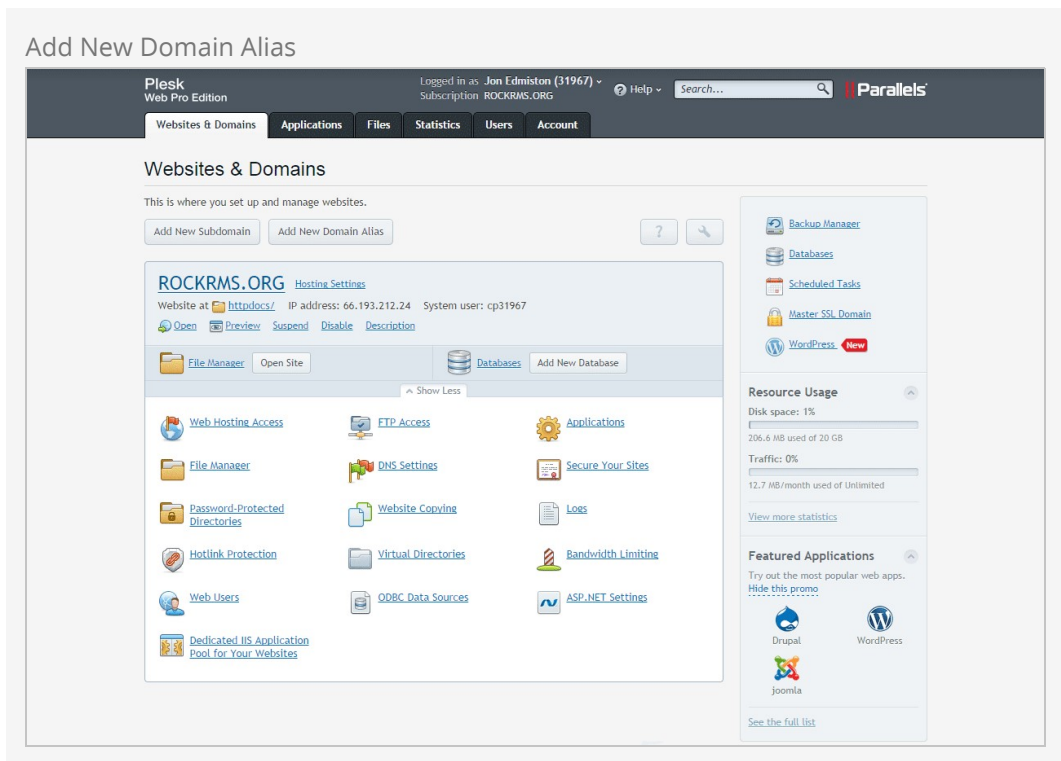 Add New Domain Alias
Plesk
Web Pro Edition
Logged in as Jon Edmiston (31967)
Subscription ROCKRMS.ORG
Help
Search...
Parallels
Websites & Domains
Applications
Files
Statistics
Users
Account
Websites & Domains
This is where you set up and manage websites.
Add New Subdomain
Add New Domain Alias
?
ROCKRMS.ORG Hosting Settings
Website at httpdocs/ IP address: 66.193.212.24 System user: cp31967
Open Preview Suspend Disable Description
File Manager Open Site
Databases Add New Database
Show Less
Web Hosting Access
FTP Access
Applications
File Manager
DNS Settings
Secure Your Sites
Password-Protected
Directories
Website Copying
Logs
Hotlink Protection
Virtual Directories
Bandwidth Limiting
Web Users
ODBC Data Sources
ASP.NET Settings
Dedicated IIS Application
Pool for Your Websites
Backup Manager
Databases
Scheduled Tasks
Master SSL Domain
WordPress New
Resource Usage
Disk space: 1%
206.6 MB used of 20 GB
Traffic: 0%
12.7 MB/month used of Unlimited
View more statistics
Featured Applications
Try out the most popular web apps.
Hide this promo
Drupal
WordPress
joomla
See the full list